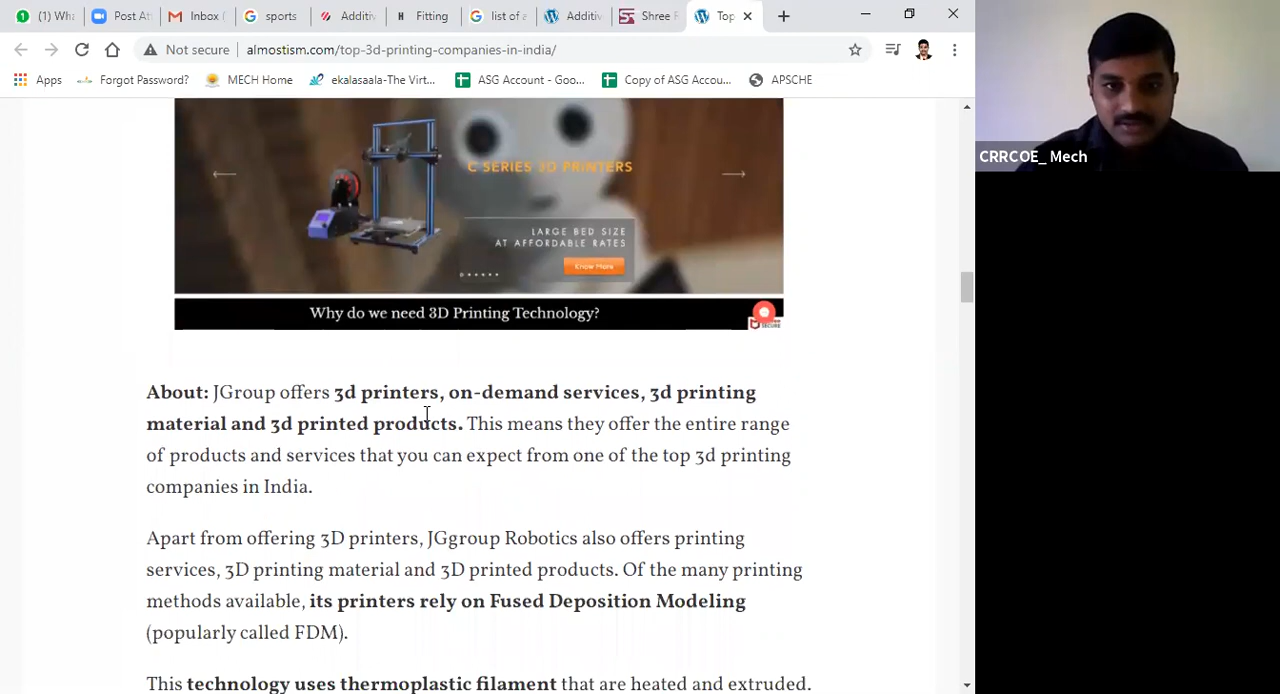 Wha
Post At
Inbox (
sports
Additiv
Fitting
list of a
Additiv
Shree R
Top
Not secure
almostism.com/top-3d-printing-companies-in-india/
Apps
Forgot Password?
MECH Home
ekalasaala-The Virt...
ASG Account - Goo...
Copy of ASG Accou...
APSCHE
C SERIES 3D PRINTERS
LARGE BED SIZE
AT AFFORDABLE RATES
Know More
Why do we need 3D Printing Technology?
SECURE
CRRCOE_ Mech
About: JGroup offers 3d printers, on-demand services, 3d printing
material and 3d printed products. This means they offer the entire range
of products and services that you can expect from one of the top 3d printing
companies in India.
Apart from offering 3D printers, JGgroup Robotics also offers printing
services, 3D printing material and 3D printed products. Of the many printing
methods available, its printers rely on Fused Deposition Modeling
(popularly called FDM).
This technology uses thermoplastic filament that are heated and extruded.